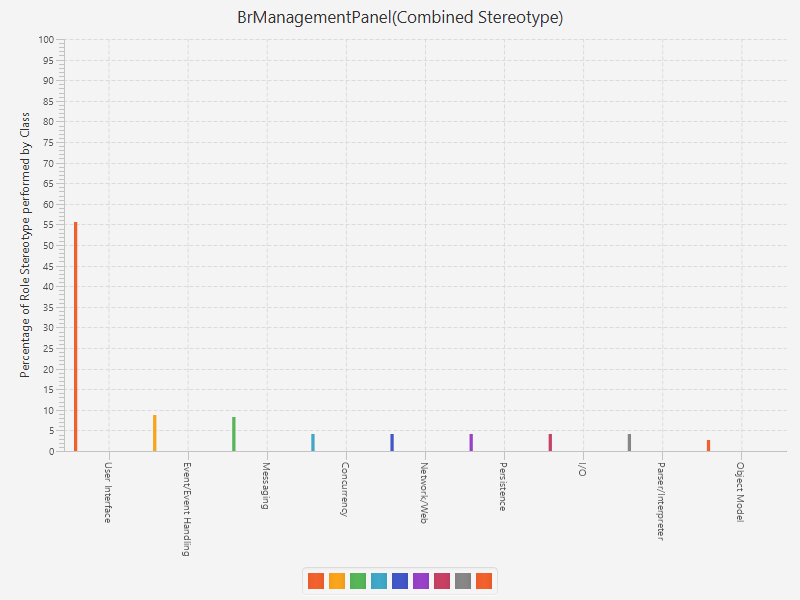 BrManagementPanel(Combined Stereotype)
Percentage of Role Stereotype performed by Class
100
95
90
85
80
75
70
65
60
55
50
45
40
35
30
25
20
15
10
5
0
User Interface
Event/Event Handling
Messaging
Concurrency
Network/Web
Persistence
I/O
Parser/Interpreter
Object Model